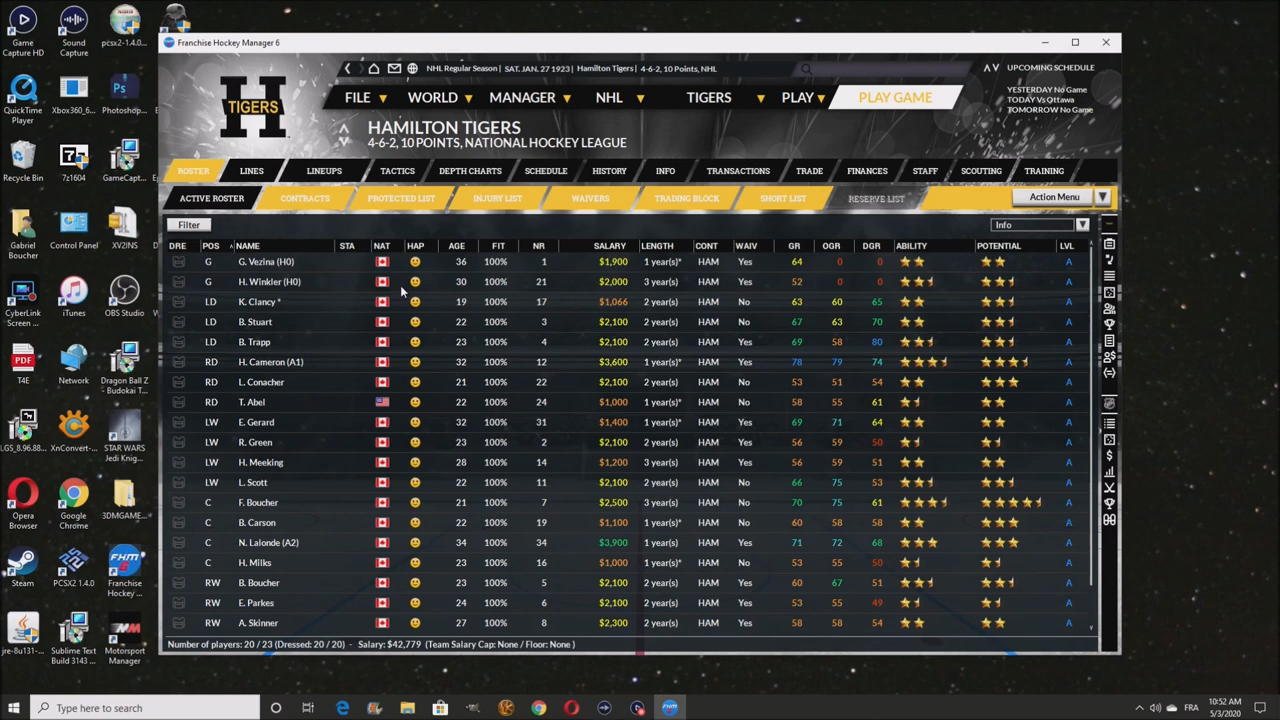 Game Capture HD
Sound Capture
pcsx2-1.4.0...
QuickTime Player
Xbox360_...
Photoshop...
Recycle Bin
7z1604
GameCapt...
Gabriel Boucher
Control Panel
XV2INS
CyberLink Screen ...
iTunes
OBS Studio
T4E
Network
Dragon Ball Z - Budokai T...
LGS_8.96.88...
XnConvert-...
STAR WARS Jedi Knig...
Opera Browser
Google Chrome
3DMGAME...
Steam
PCSX2 1.4.0
Franchise Hockey ...
jre-8u131-...
Sublime Text Build 3143 ...
Motorsport Manager
Franchise Hockey Manager 6
NHL Regular Season | SAT. JAN. 27 1923 | Hamilton Tigers | 4-6-2, 10 Points, NHL
UPCOMING SCHEDULE
YESTERDAY No Game
TODAY Vs Ottawa
TOMORROW No Game
H TIGERS
FILE WORLD MANAGER NHL TIGERS PLAY PLAY GAME
HAMILTON TIGERS
4-6-2, 10 POINTS, NATIONAL HOCKEY LEAGUE
ROSTER LINES LINEUPS TACTICS DEPTH CHARTS SCHEDULE HISTORY INFO TRANSACTIONS TRADE FINANCES STAFF SCOUTING TRAINING
ACTIVE ROSTER CONTRACTS PROTECTED LIST INJURY LIST WAIVERS TRADING BLOCK SHORT LIST RESERVE LIST Action Menu
Filter Info
DRE POS NAME STA NAT HAP AGE FIT NR SALARY LENGTH CONT WAIV GR OGR DGR ABILITY POTENTIAL LVL
G G. Vezina (H0) 36 100% 1 $1,900 1 year(s)* HAM Yes 64 0 0 A
G H. Winkler (H0) 30 100% 21 $2,000 3 year(s) HAM Yes 52 0 0 A
LD K. Clancy * 19 100% 17 $1,066 2 year(s) HAM No 63 60 65 A
LD B. Stuart 22 100% 3 $2,100 2 year(s) HAM No 67 63 70 A
LD B. Trapp 23 100% 4 $2,100 2 year(s) HAM Yes 69 58 80 A
RD H. Cameron (A1) 32 100% 12 $3,600 1 year(s)* HAM Yes 78 79 74 A
RD L. Conacher 21 100% 22 $2,100 2 year(s) HAM No 53 51 54 A
RD T. Abel 22 100% 24 $1,000 1 year(s)* HAM No 58 55 61 A
LW E. Gerard 32 100% 31 $1,400 1 year(s)* HAM Yes 69 71 64 A
LW R. Green 23 100% 2 $2,100 2 year(s) HAM Yes 56 59 50 A
LW H. Meeking 28 100% 14 $1,200 3 year(s) HAM Yes 56 59 51 A
LW L. Scott 22 100% 11 $2,100 2 year(s) HAM Yes 66 75 53 A
C F. Boucher 21 100% 7 $2,500 3 year(s) HAM No 70 75 61 A
C B. Carson 22 100% 19 $1,100 1 year(s)* HAM No 60 58 58 A
C N. Lalonde (A2) 34 100% 34 $3,900 1 year(s)* HAM Yes 71 72 68 A
C H. Milks 23 100% 16 $1,000 1 year(s)* HAM No 53 55 50 A
RW B. Boucher 23 100% 5 $2,100 2 year(s) HAM Yes 60 67 51 A
RW E. Parkes 24 100% 6 $2,100 2 year(s) HAM Yes 53 55 49 A
RW A. Skinner 27 100% 8 $2,300 2 year(s) HAM Yes 58 58 54 A
Number of players: 20 / 23 (Dressed: 20 / 20) - Salary: $42,779 (Team Salary Cap: None / Floor: None )
Type here to search
FRA
10:52 AM
5/3/2020